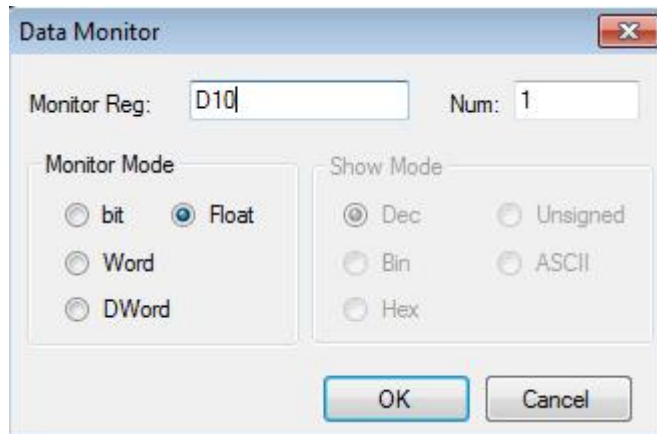 Data Monitor
Monitor Reg: D10 Num: 1
Monitor Mode Show Mode
bit Float Dec Unsigned
Word Bin ASCII
DWord Hex
OK Cancel